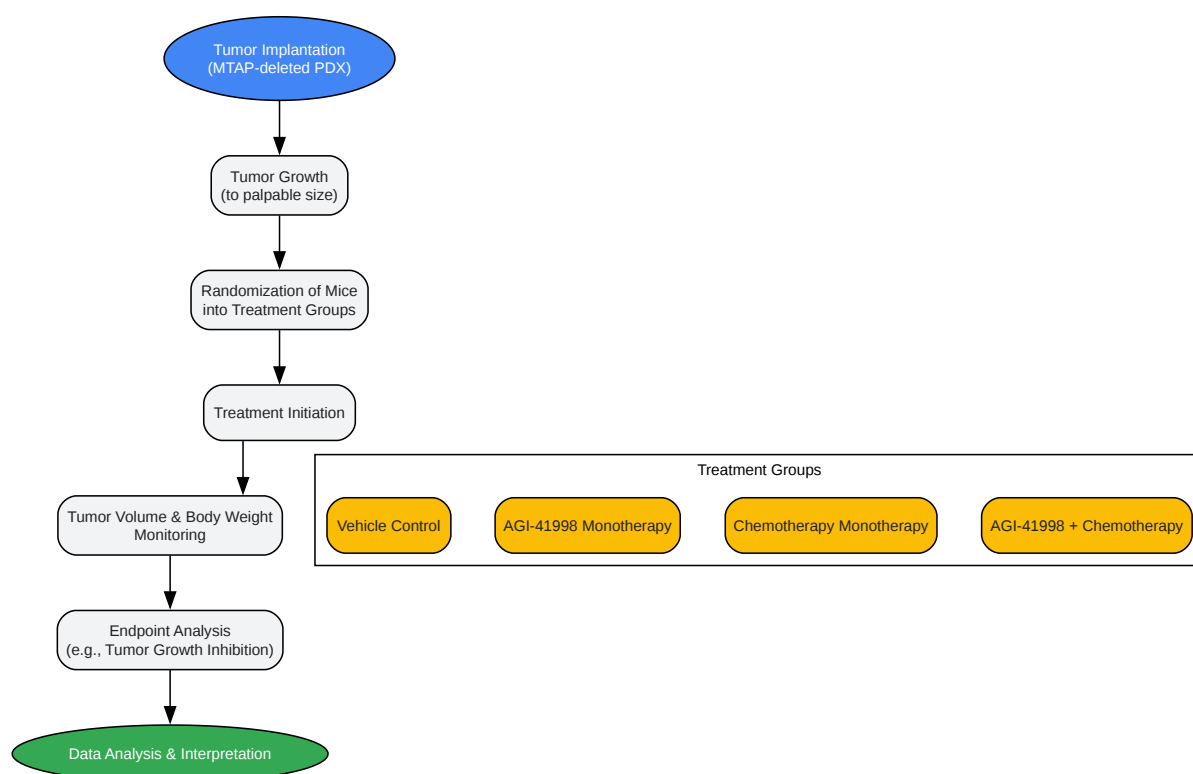 Tumor Implantation
(MTAP-deleted PDX)
Tumor Growth
(to palpable size)
Randomization of Mice
into Treatment Groups
Treatment Initiation
Treatment Groups
Tumor Volume & Body Weight
Monitoring
Vehicle Control
AGI-41998 Monotherapy
Chemotherapy Monotherapy
AGI-41998 + Chemotherapy
Endpoint Analysis
(e.g., Tumor Growth Inhibition)
Data Analysis & Interpretation